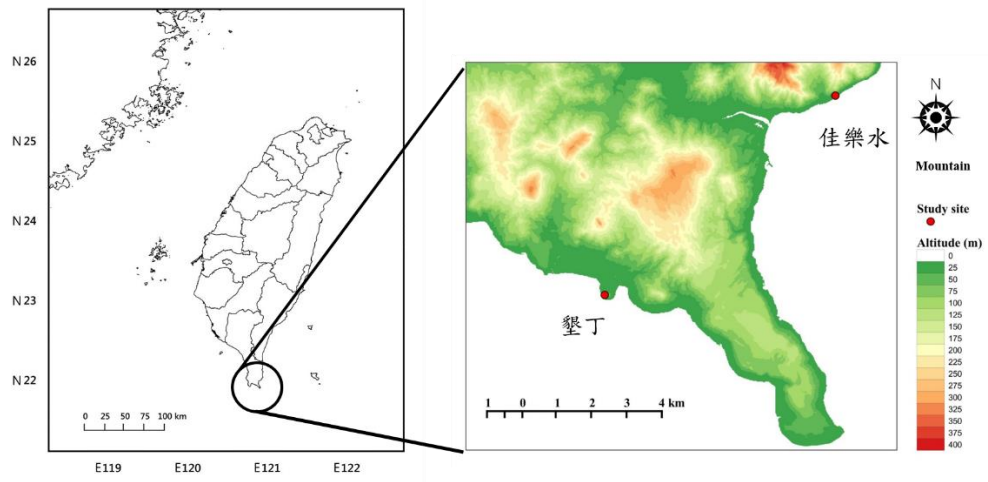 N 26
N 25
N 24
N 23
N 22
0 25 50 75 100 km
E119 E120 E121 E122
佳樂水
墾丁
1 0 1 2 3 4 km
N
Mountain
Study site
Altitude (m)
0
25
50
75
100
125
150
175
200
225
250
275
300
325
350
375
400